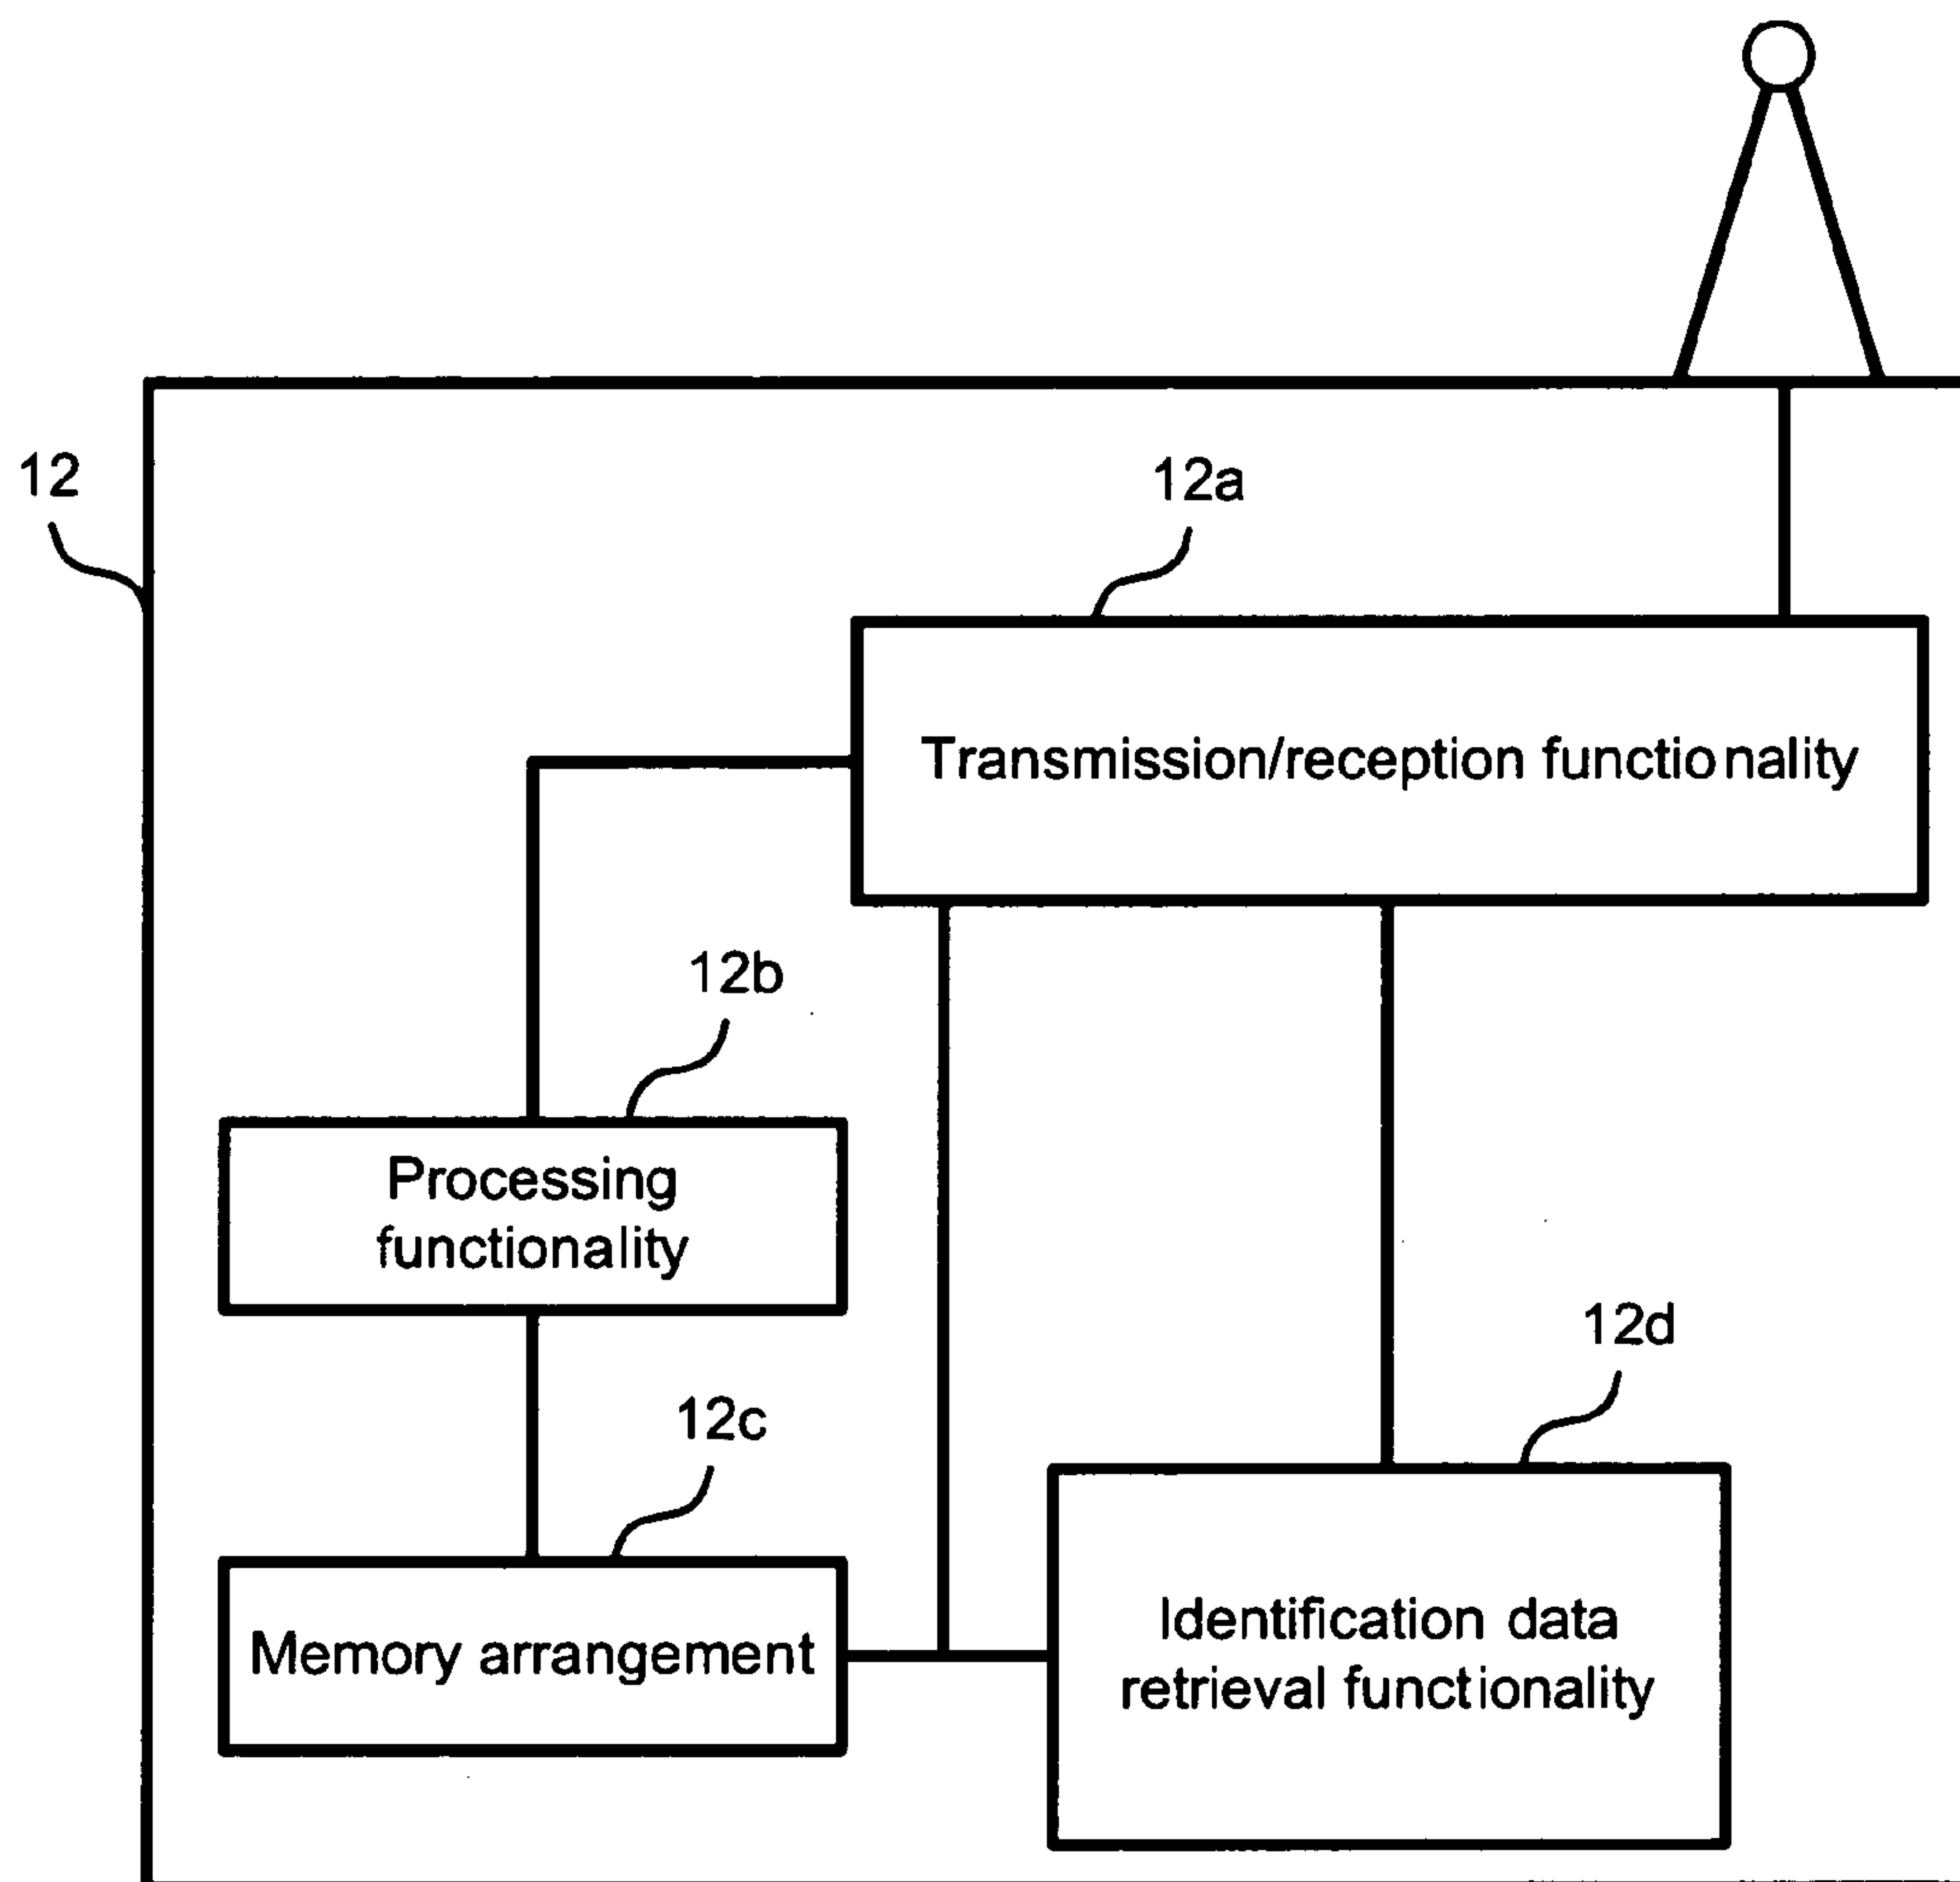 12
12a
Transmission/reception functionality
12b
Processing
functionality
12c
Memory arrangement
12d
Identification data
retrieval functionality